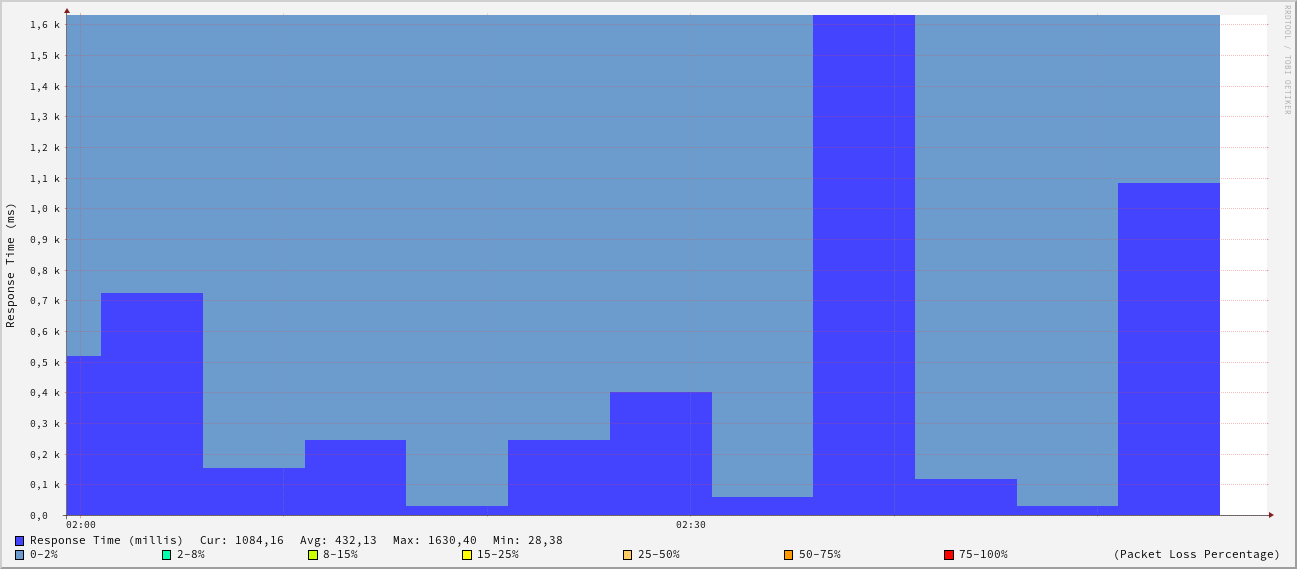 RRDTOOL / TOBI OETIKER
Response Time (ms)
1,6 k
1,5 k
1,4 k
1,3 k
1,2 k
1,1 k
1,0 k
0,9 k
0,8 k
0,7 k
0,6 k
0,5 k
0,4 k
0,3 k
0,2 k
0,1 k
0,0
02:00 02:30
Response Time (millis) Cur: 1084,16 Avg: 432,13 Max: 1630,40 Min: 28,38
0-2% 2-8% 8-15% 15-25% 25-50% 50-75% 75-100% (Packet Loss Percentage)